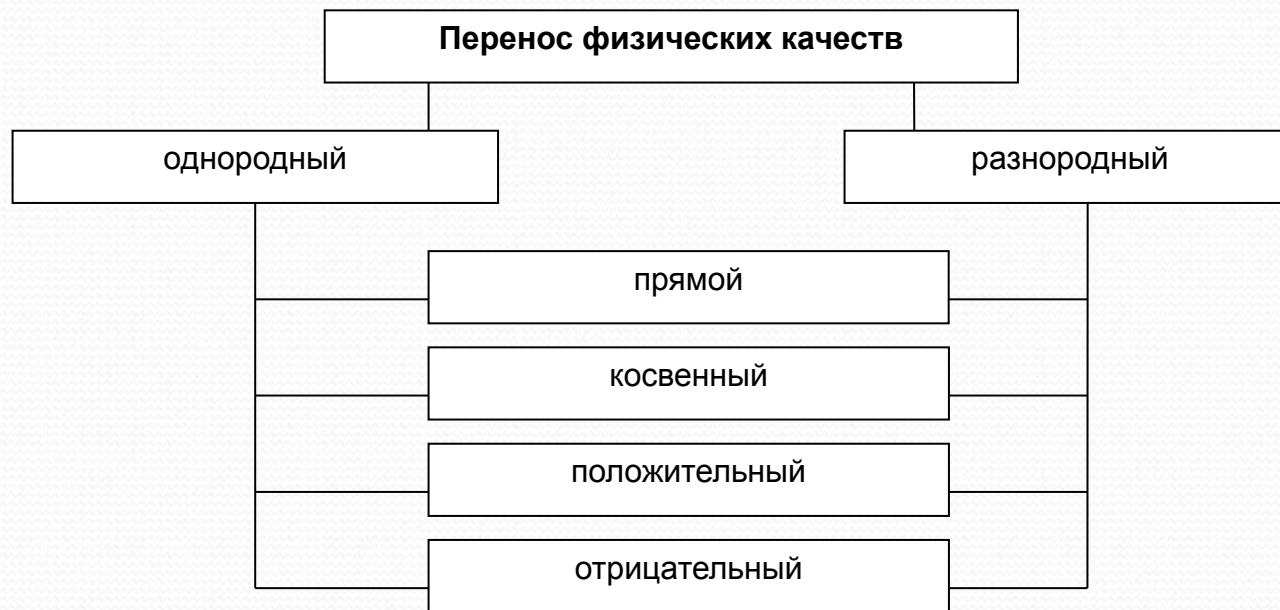 Перенос физических качеств
однородный
разнородный
прямой
косвенный
положительный
отрицательный